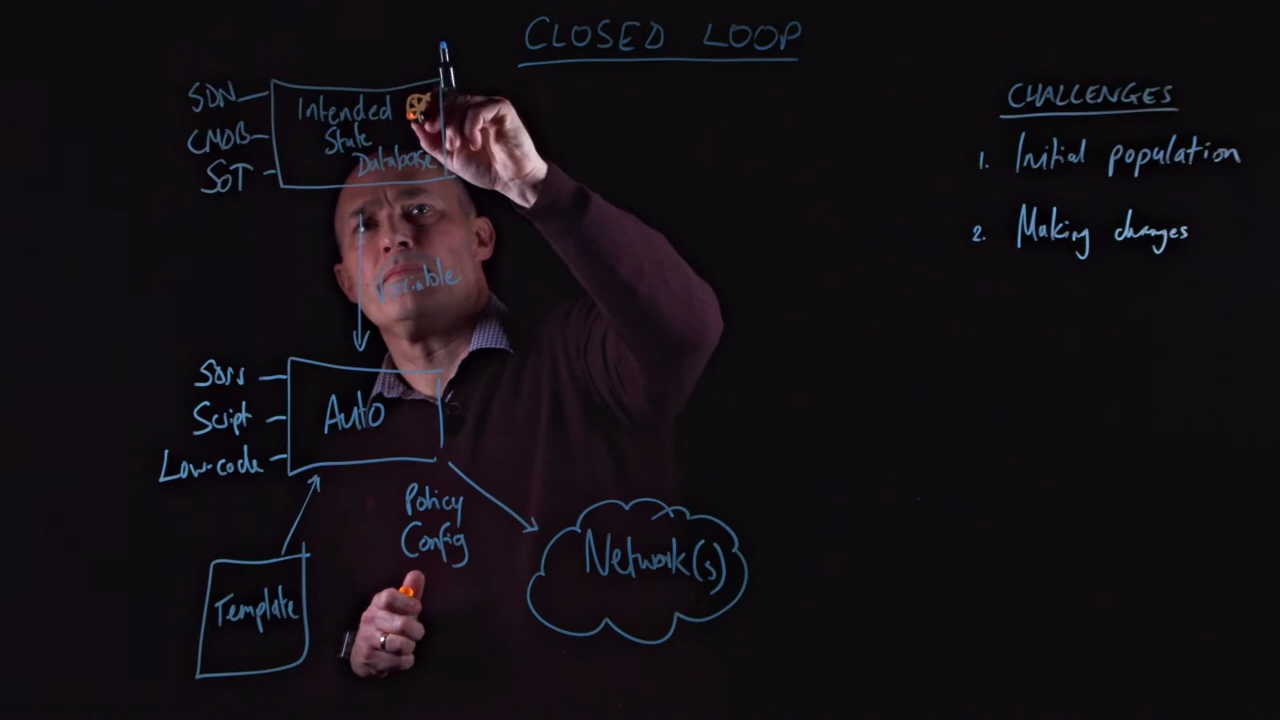 CLOSED LOOP
SDN
CMDB
SOT
Intended
State
Database
Variable
Script
Low-code
Auto
Policy
Config
Template
Network(s)
CHALLENGES
1. Initial population
2. Making changes